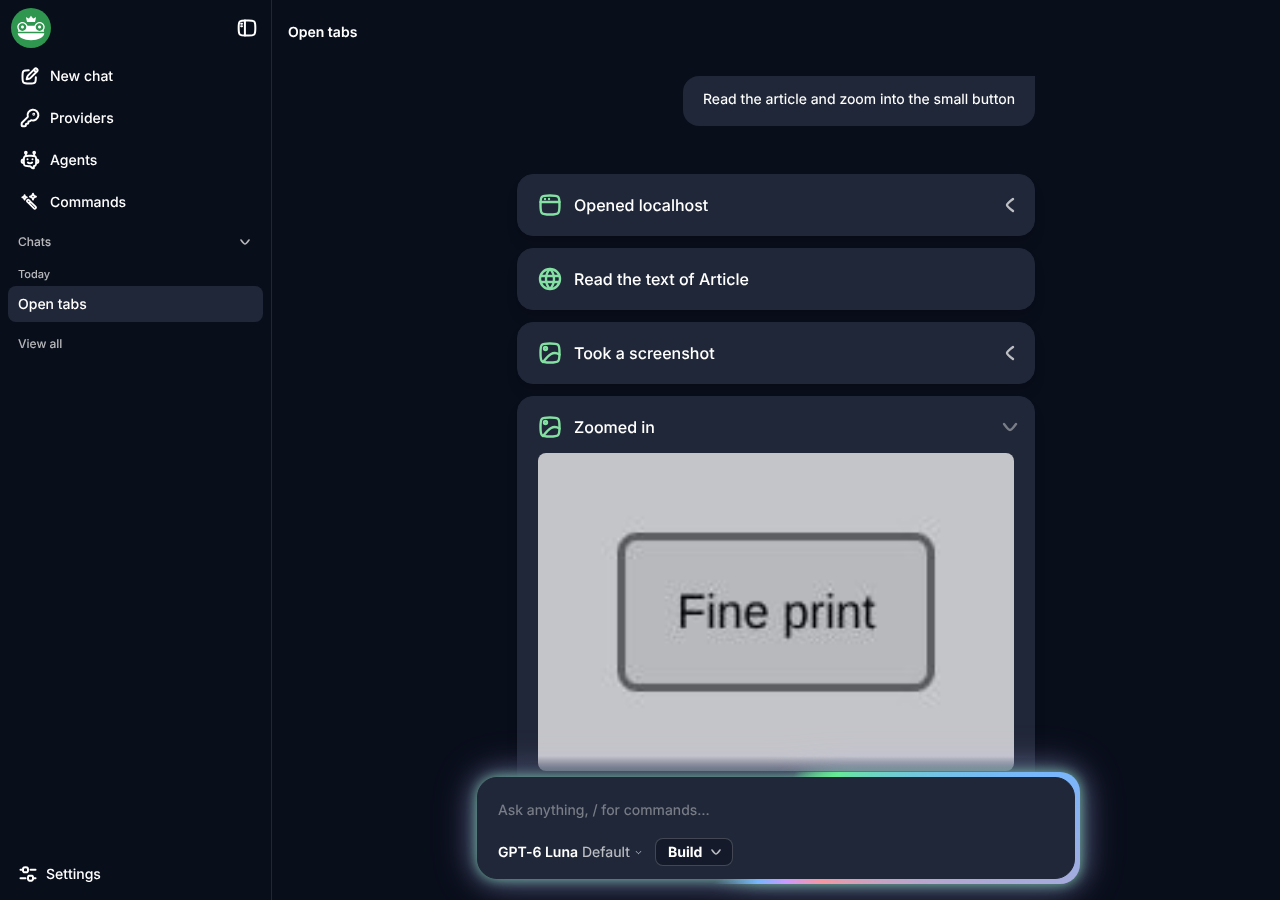 Open tabs
New chat
Providers
Agents
Commands
Chats
Today
Open tabs
View all
Settings
Read the article and zoom into the small button
Opened localhost
Read the text of Article
Took a screenshot
Zoomed in
Fine print
Ask anything, / for commands...
GPT-6 Luna Default
Build